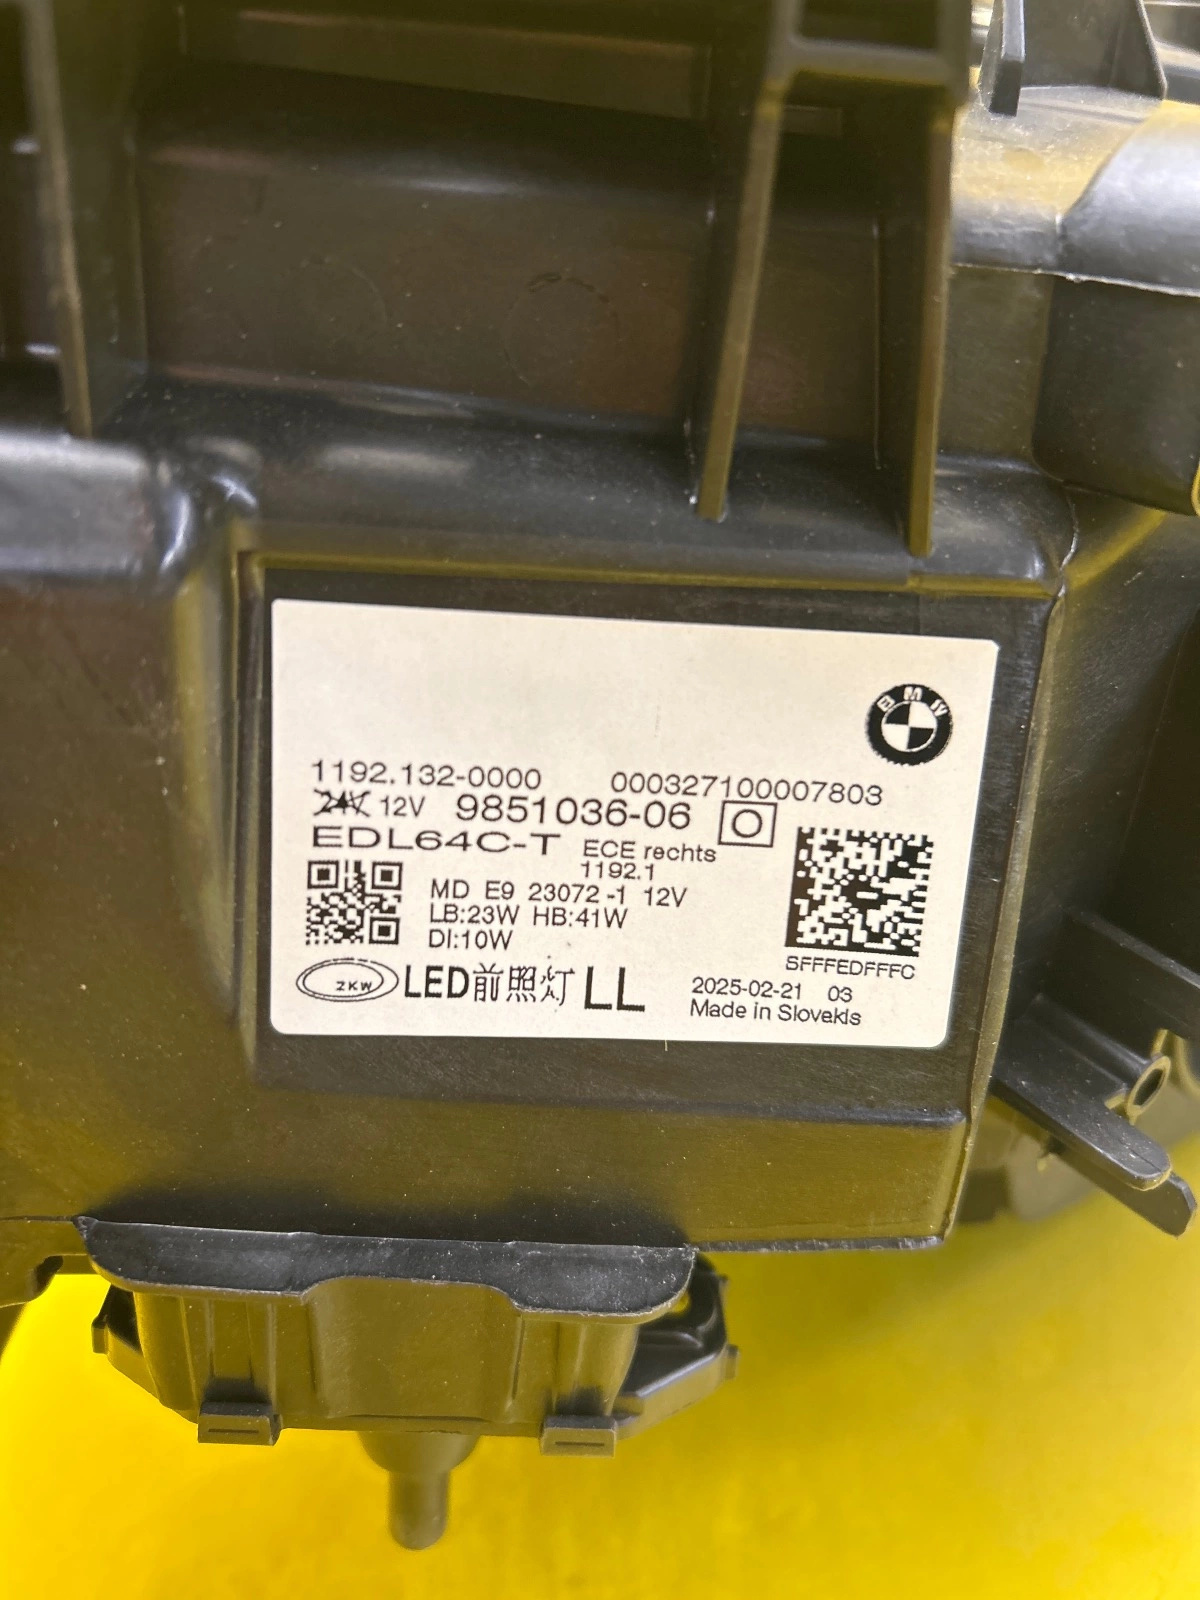 BMW
1192.132-0000 000327100007803
24V 12V 9851036-06 O
EDL64C-T ECE rechts
1192.1
MD E9 23072-1 12V
LB:23W HB:41W
DI:10W
SFFFEDFFFC
ZKW LED前照灯 LL
2025-02-21 03
Made in Slovekis